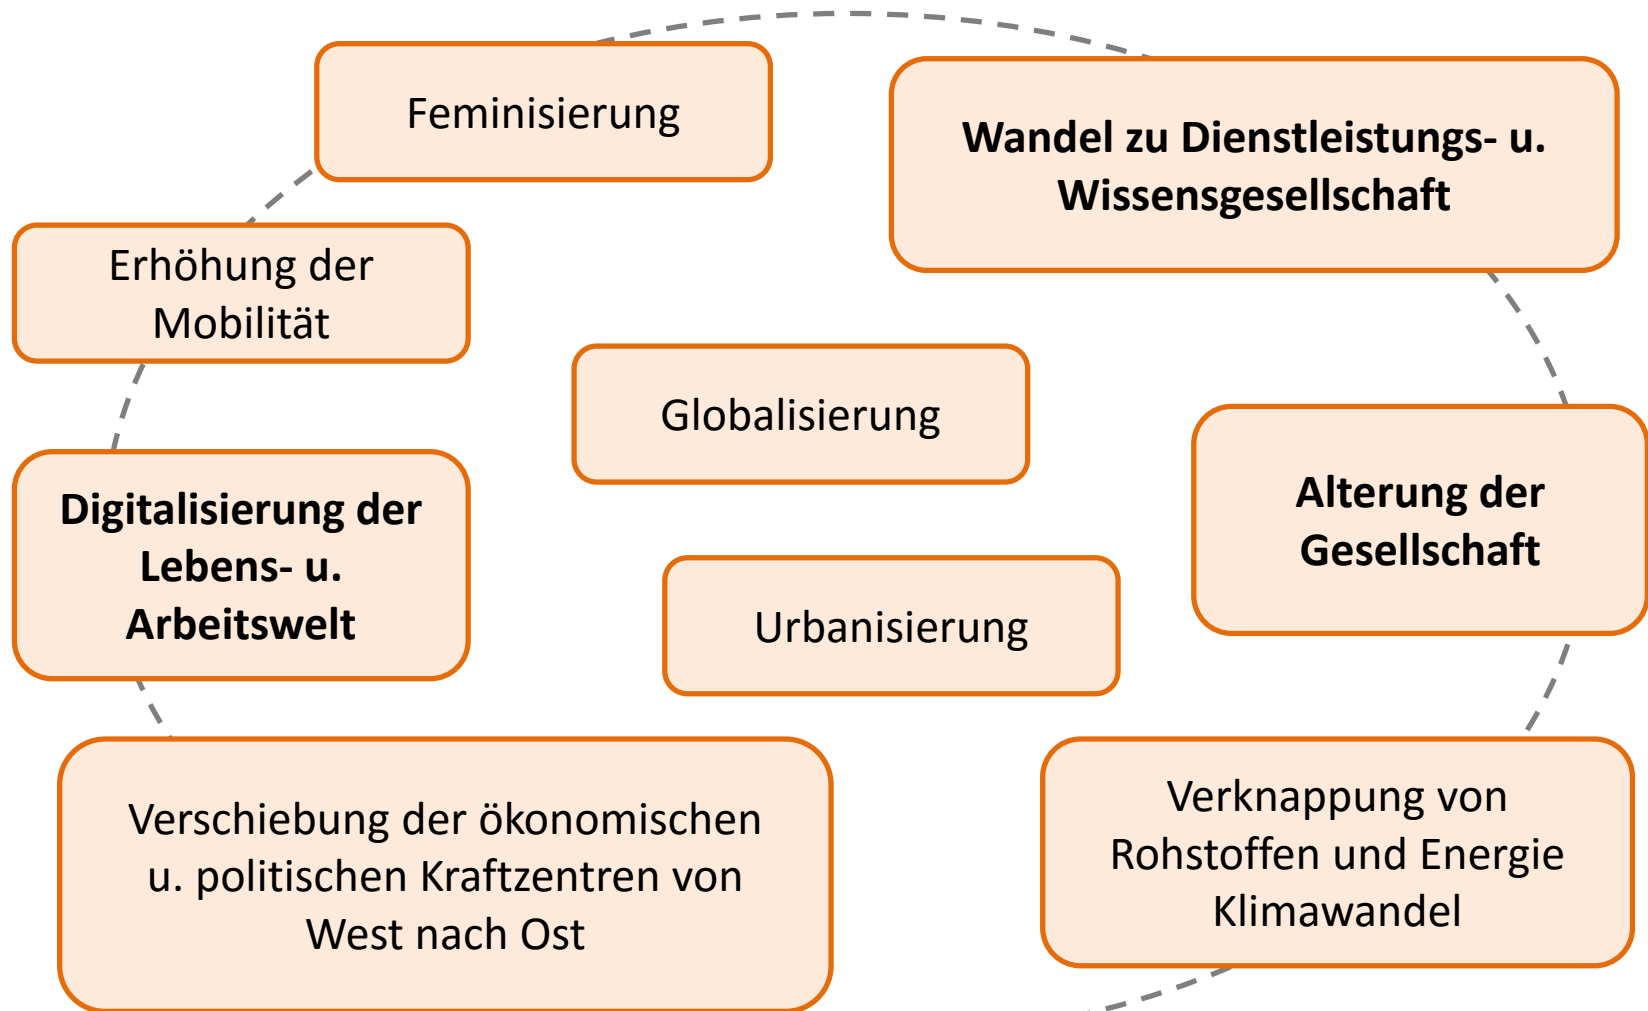 Feminisierung
Wandel zu Dienstleistungs- u.
Wissensgesellschaft
Erhöhung der
Mobilität
Globalisierung
Digitalisierung der
Lebens- u.
Arbeitswelt
Alterung der
Gesellschaft
Urbanisierung
Verschiebung der ökonomischen
u. politischen Kraftzentren von
West nach Ost
Verknappung von
Rohstoffen und Energie
Klimawandel